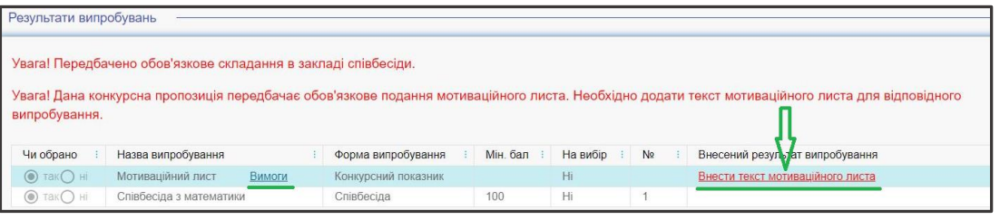 Результати випробувань
Увага! Передбачено обов'язкове складання в закладі співбесіди.
Увага! Дана конкурсна пропозиція передбачає обов'язкове подання мотиваційного листа. Необхідно додати текст мотиваційного листа для відповідного
випробування.
Чи обрано Назва випробування Форма випробування Мін. бал На вибір № Внесений результат випробування
так ні Мотиваційний лист Вимоги Конкурсний показник Ні Внести текст мотиваційного листа
так ні Співбесіда з математики Співбесіда 100 Ні 1